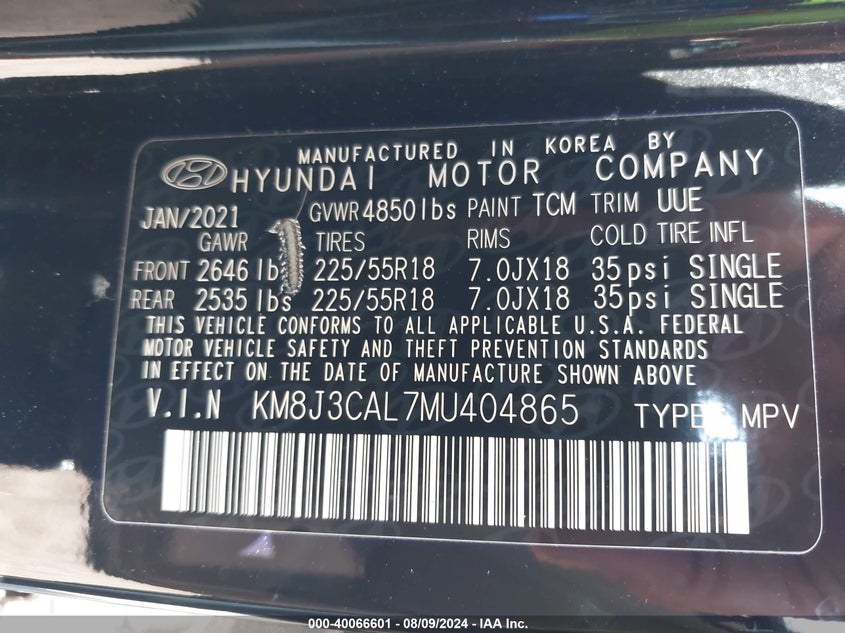 MANUFACTURED IN KOREA BY
HYUNDAI MOTOR COMPANY
JAN/2021 GVWR 4850lbs PAINT TCM TRIM UUE
GAWR TIRES RIMS COLD TIRE INFL
FRONT 2646 lb 225/55R18 7.0JX18 35psi SINGLE
REAR 2535 lbs 225/55R18 7.0JX18 35psi SINGLE
THIS VEHICLE CONFORMS TO ALL APPLICABLE U.S.A. FEDERAL
MOTOR VEHICLE SAFETY AND THEFT PREVENTION STANDARDS
IN EFFECT ON THE DATE OF MANUFACTURE SHOWN ABOVE
V.I.N KM8J3CAL7MU404865 TYPE MPV
000-40066601 - 08/09/2024 - IAA Inc.